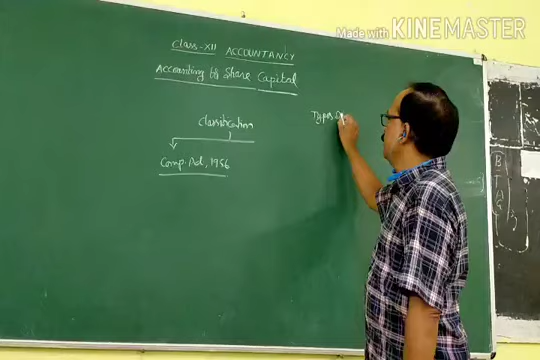 Made with KINEMASTER
Class-XII ACCOUNTANCY
Accounting for Share Capital
Classification
Types Of
Comp. Act, 1956
B
T
A